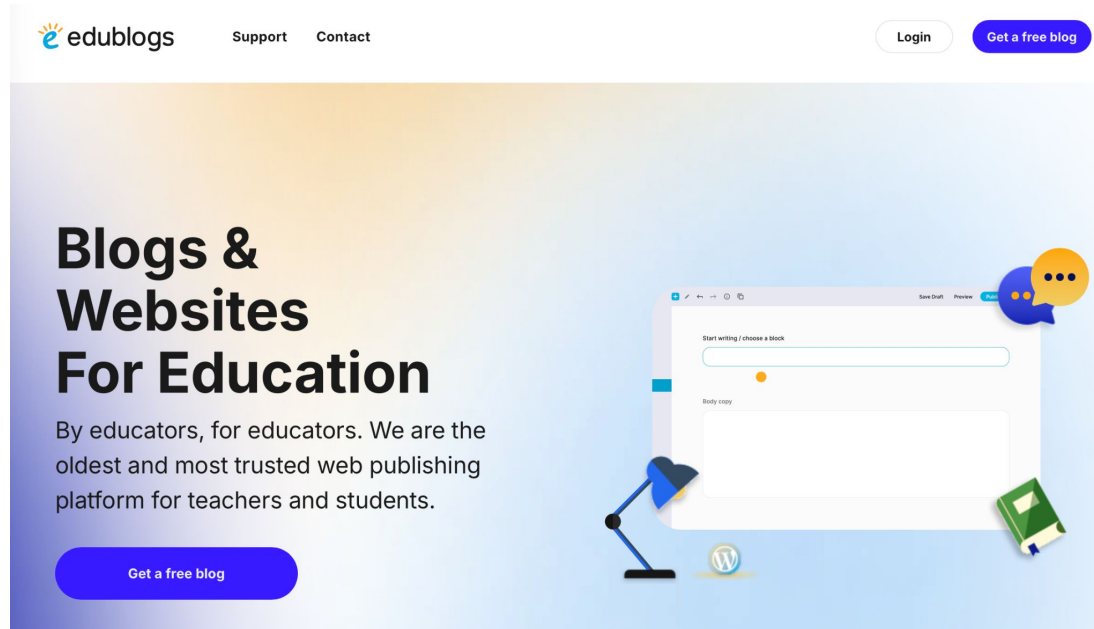 edublogs
Support
Contact
Login
Get a free blog
Blogs &
Websites
For Education
By educators, for educators. We are the
oldest and most trusted web publishing
platform for teachers and students.
Get a free blog
Save Draft
Preview
Start writing / choose a block
Body copy